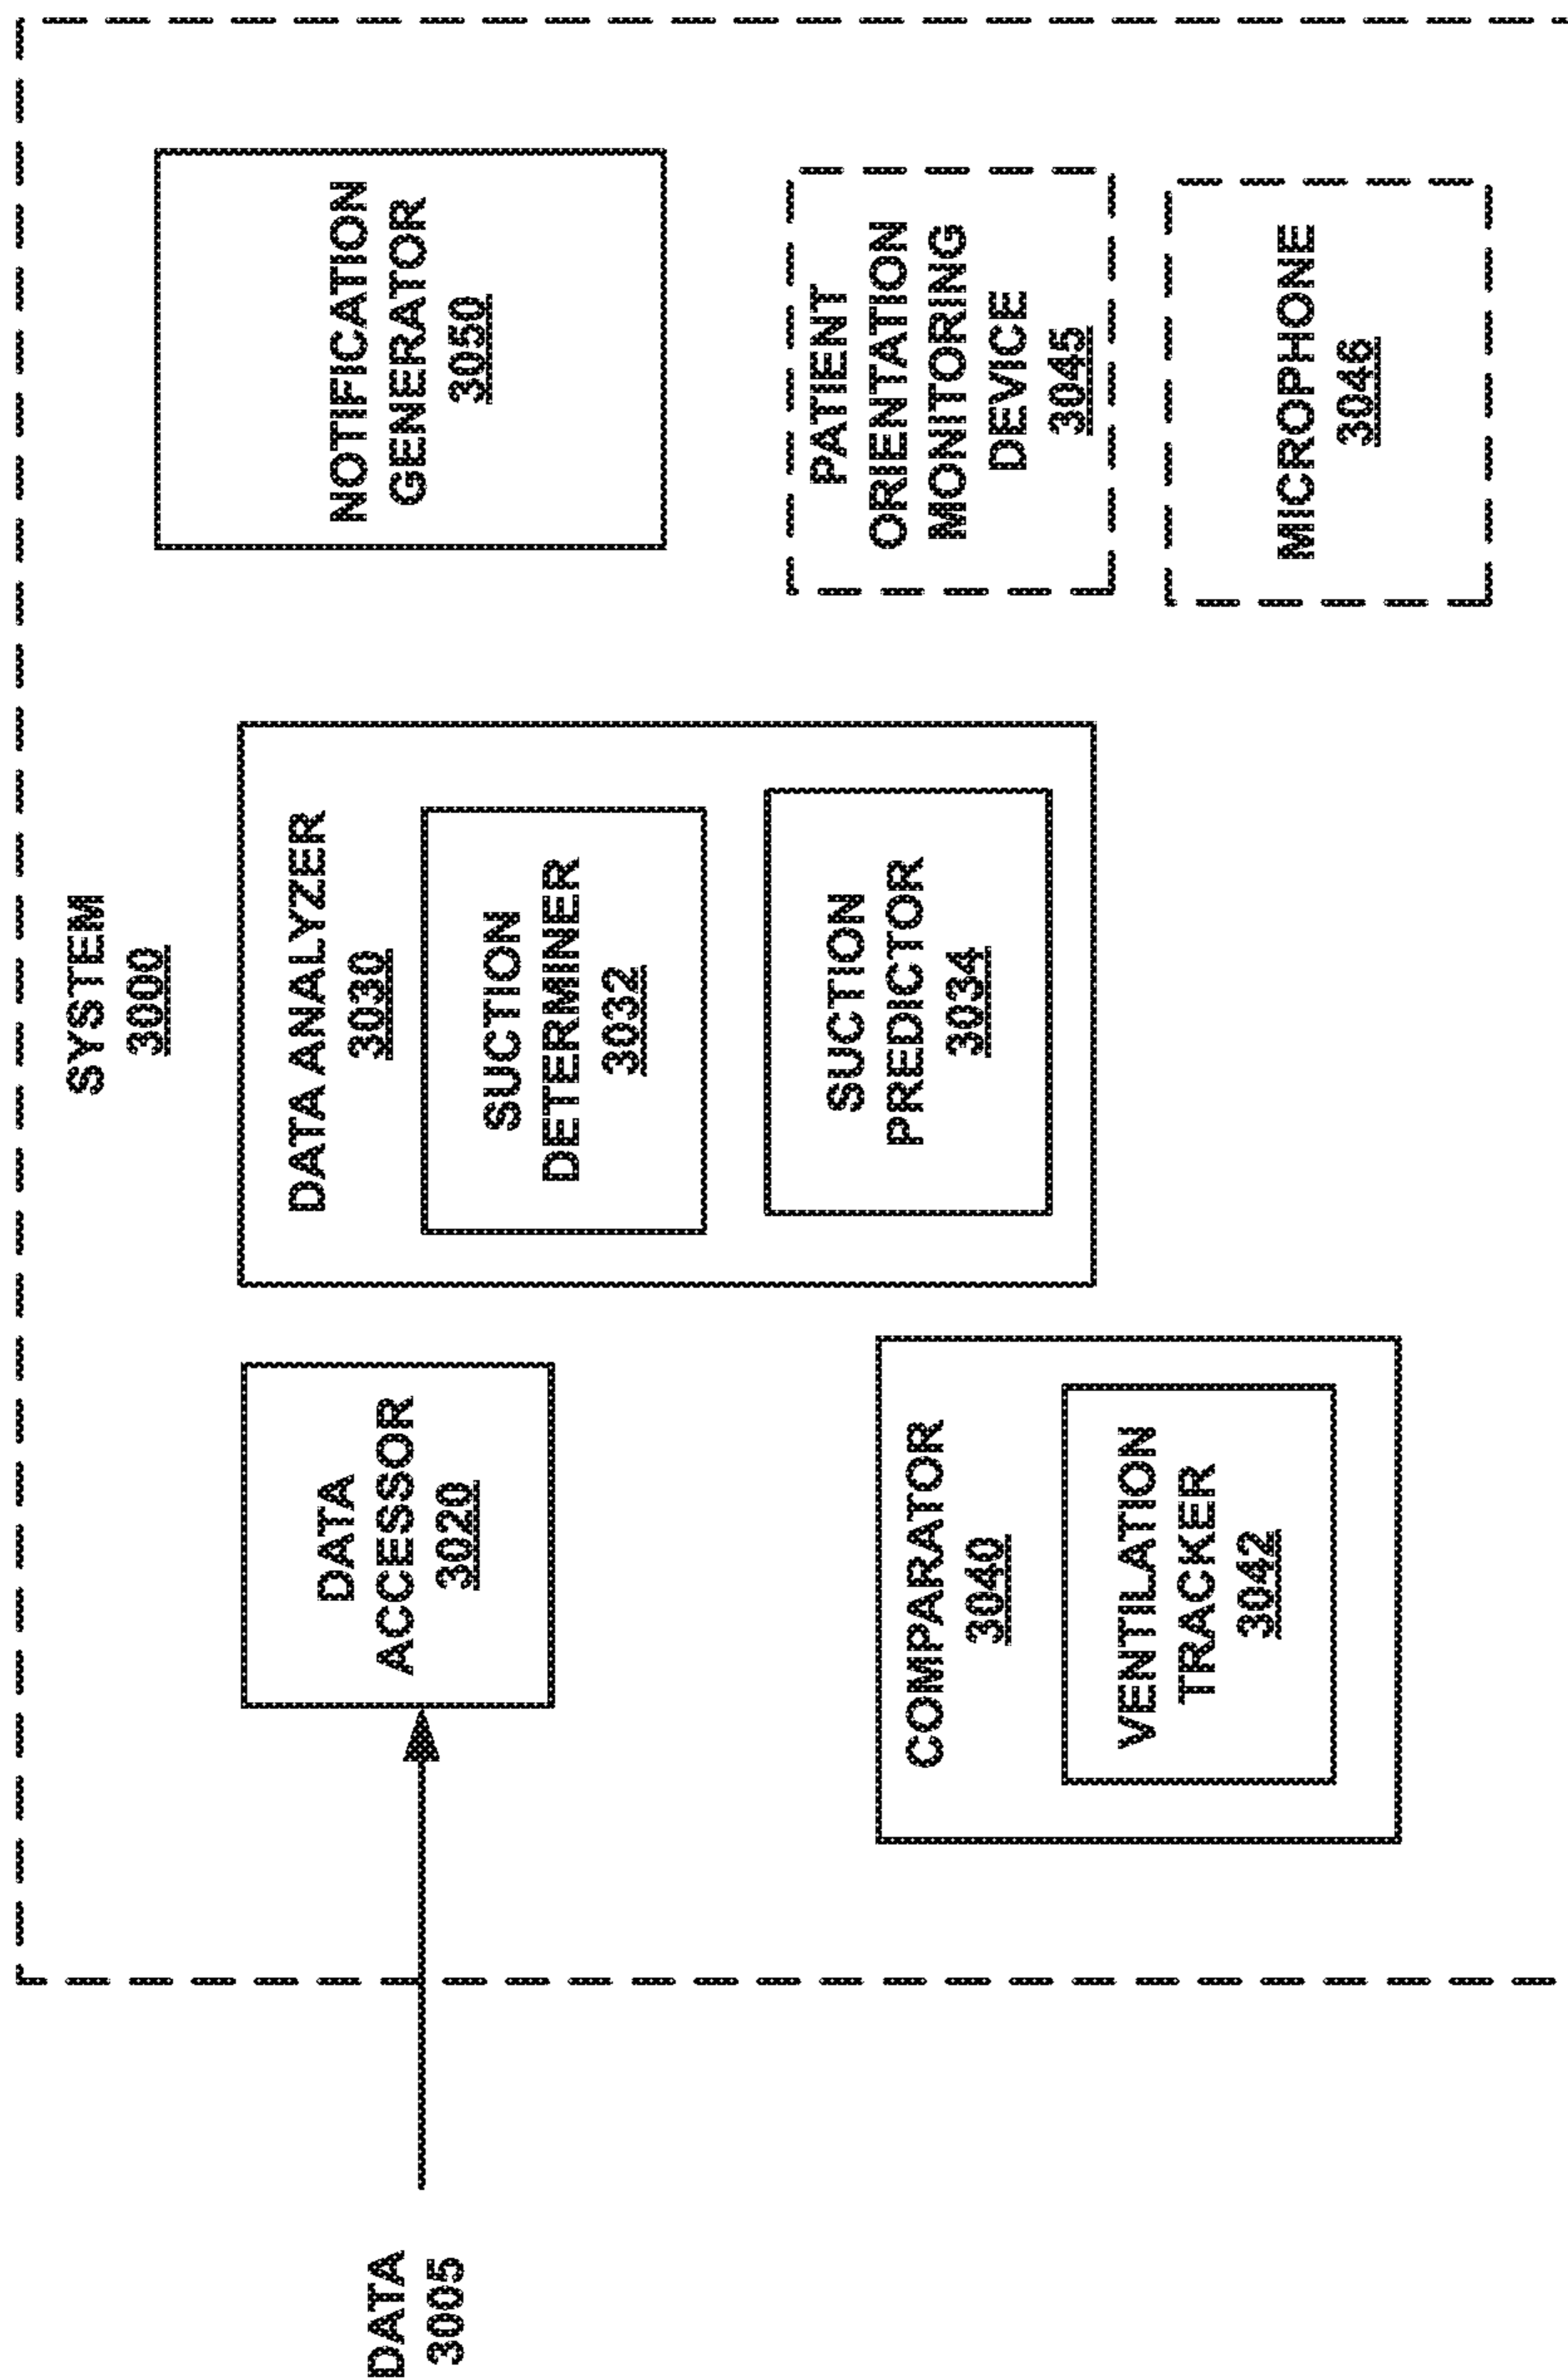 SYSTEM
3000
DATA
3005
DATA
ACCESSOR
3020
DATA ANALYZER
3030
SUCTION
DETERMINER
3032
SUCTION
PREDICTOR
3034
NOTIFICATION
GENERATOR
3050
COMPARATOR
3040
VENTILATION
TRACKER
3042
PATIENT
ORIENTATION
MONITORING
DEVICE
3045
MICROPHONE
3046